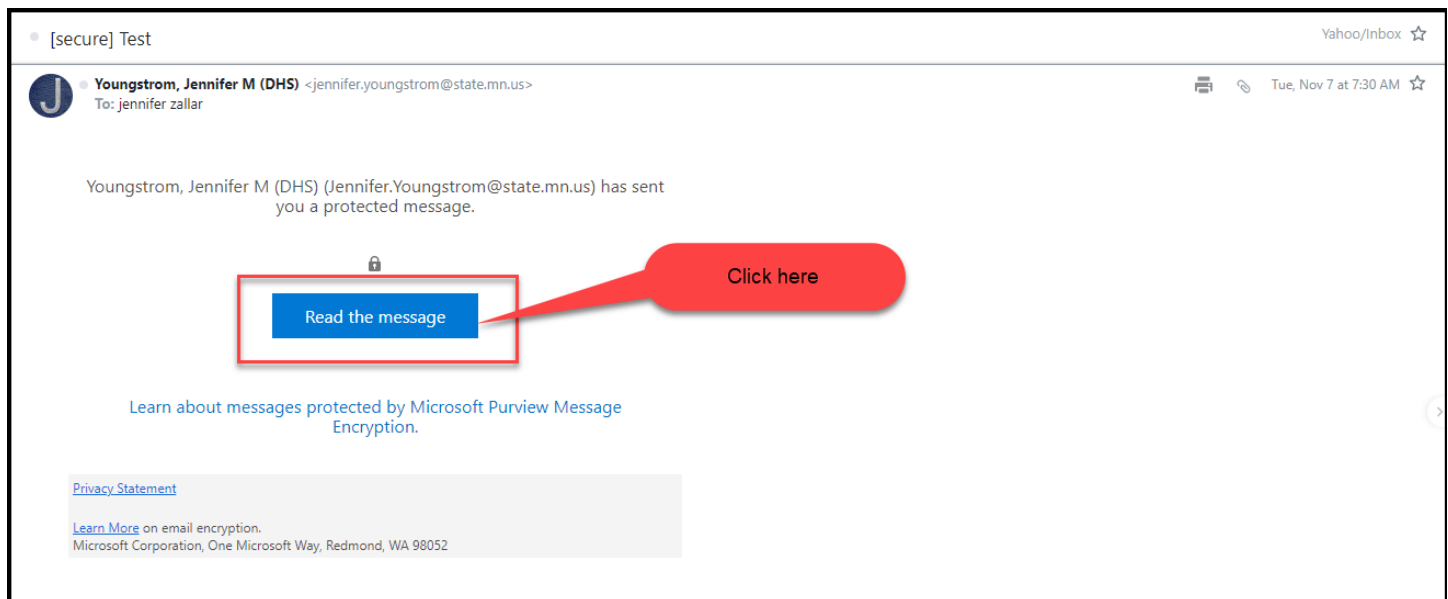 [secure] Test
Yahoo/Inbox
J
Youngstrom, Jennifer M (DHS) <jennifer.youngstrom@state.mn.us>
Tue, Nov 7 at 7:30 AM
To: jennifer zallar
Youngstrom, Jennifer M (DHS) (Jennifer.Youngstrom@state.mn.us) has sent
you a protected message.
Click here
Read the message
Learn about messages protected by Microsoft Purview Message
Encryption.
Privacy Statement
Learn More on email encryption.
Microsoft Corporation, One Microsoft Way, Redmond, WA 98052